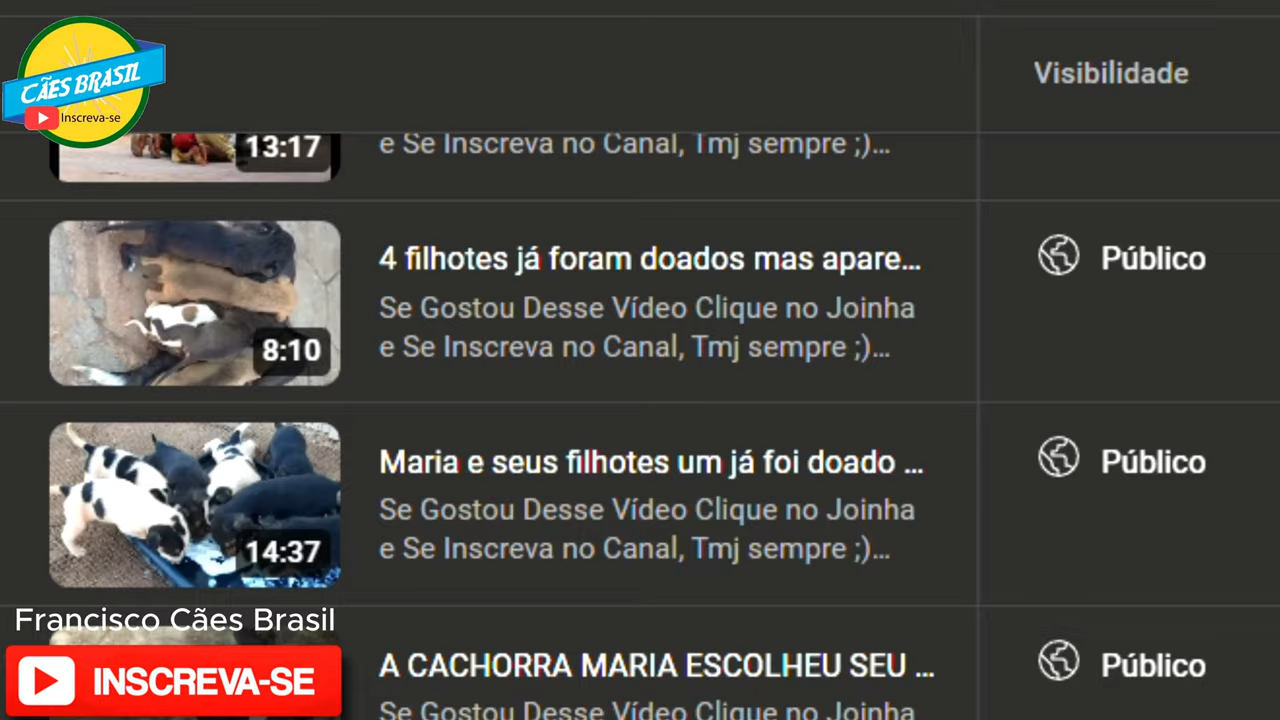 CÃES BRASIL
Inscreva-se
Visibilidade
13:17
e Se Inscreva no Canal, Tmj sempre ;)...
4 filhotes já foram doados mas apare...
Público
Se Gostou Desse Vídeo Clique no Joinha
e Se Inscreva no Canal, Tmj sempre ;)...
8:10
Maria e seus filhotes um já foi doado ...
Público
Se Gostou Desse Vídeo Clique no Joinha
e Se Inscreva no Canal, Tmj sempre ;)...
14:37
Francisco Cães Brasil
A CACHORRA MARIA ESCOLHEU SEU ...
Público
INSCREVA-SE
Se Gostou Desse Vídeo Clique no Joinha